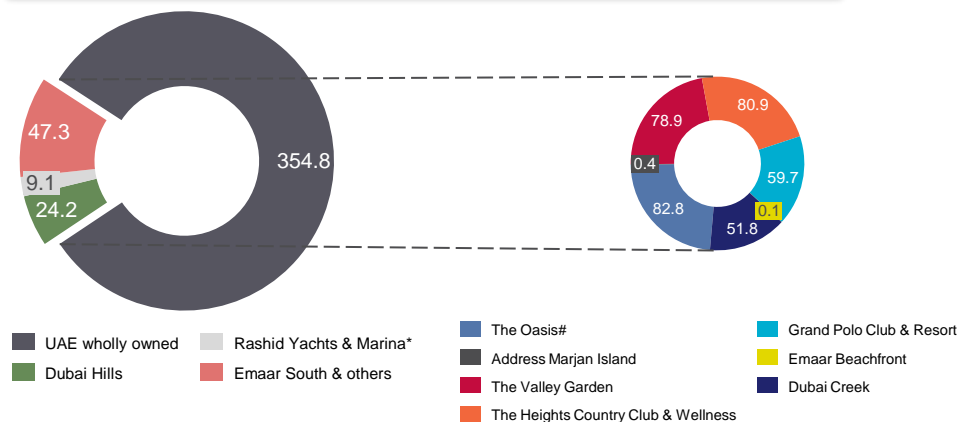 80.9
47.3
78.9
354.8
0.4
59.7
9.1
24.2
82.8
0.1
51.8
UAE wholly owned
Rashid Yachts & Marina*
Dubai Hills
Emaar South & others
The Oasis#
Grand Polo Club & Resort
Address Marjan Island
Emaar Beachfront
The Valley Garden
Dubai Creek
The Heights Country Club & Wellness